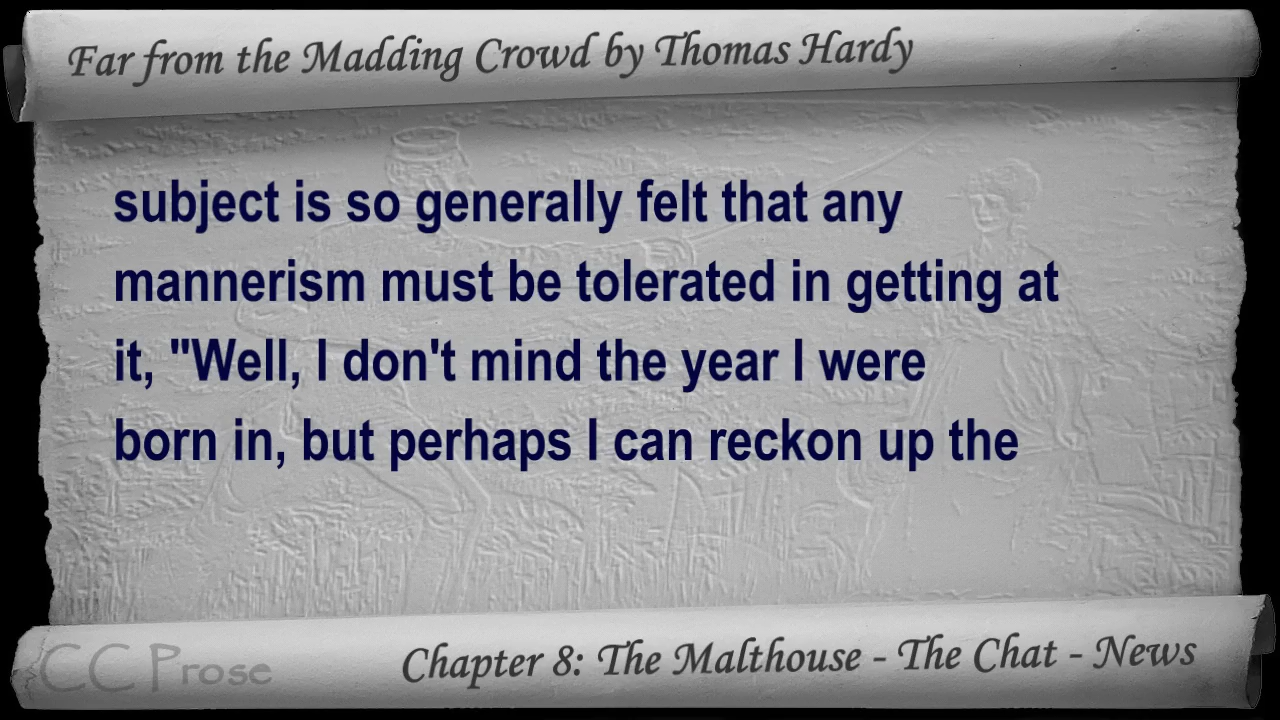 Far from the Madding Crowd by Thomas Hardy
subject is so generally felt that any
mannerism must be tolerated in getting at
it, "Well, I don't mind the year I were
born in, but perhaps I can reckon up the
CC Prose
Chapter 8: The Malthouse - The Chat - News